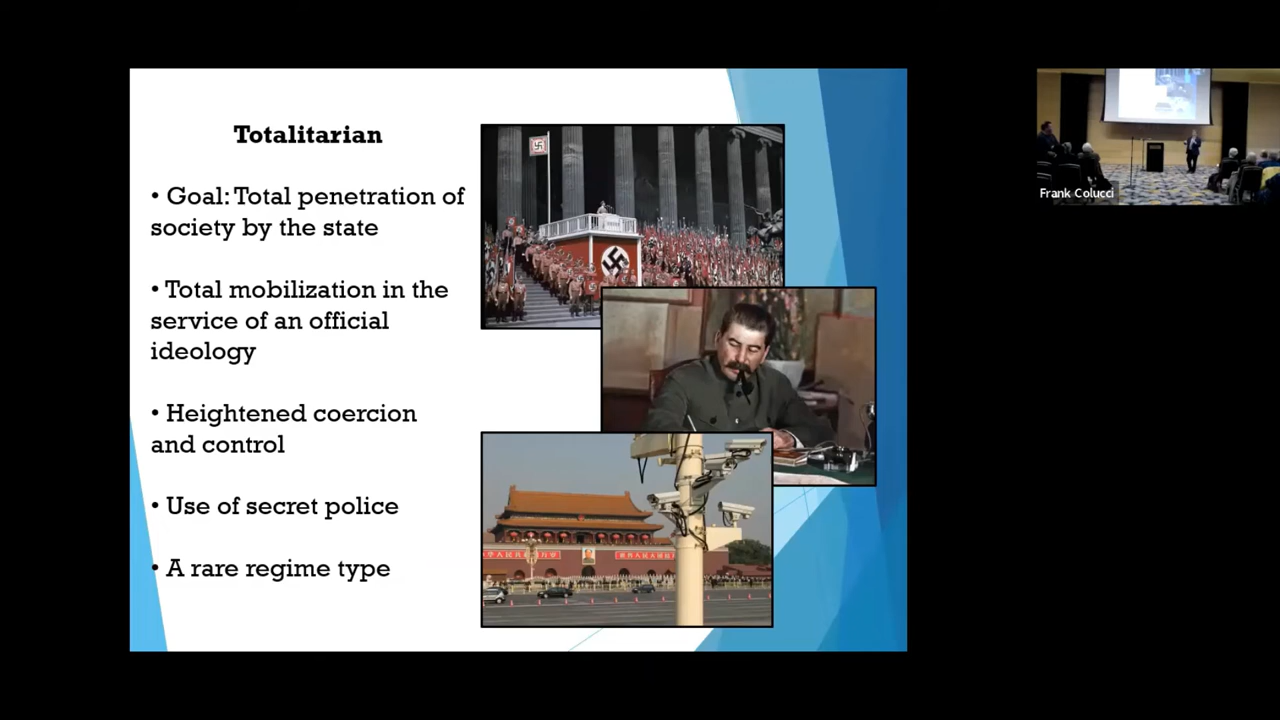 Totalitarian
• Goal: Total penetration of
society by the state
• Total mobilization in the
service of an official
ideology
• Heightened coercion
and control
• Use of secret police
• A rare regime type
Frank Colucci